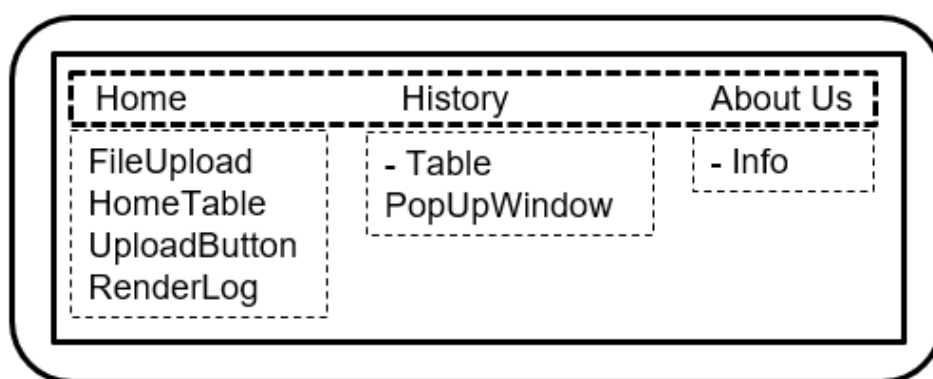 Home History About Us
FileUpload
HomeTable
UploadButton
RenderLog
- Table
PopUpWindow
- Info